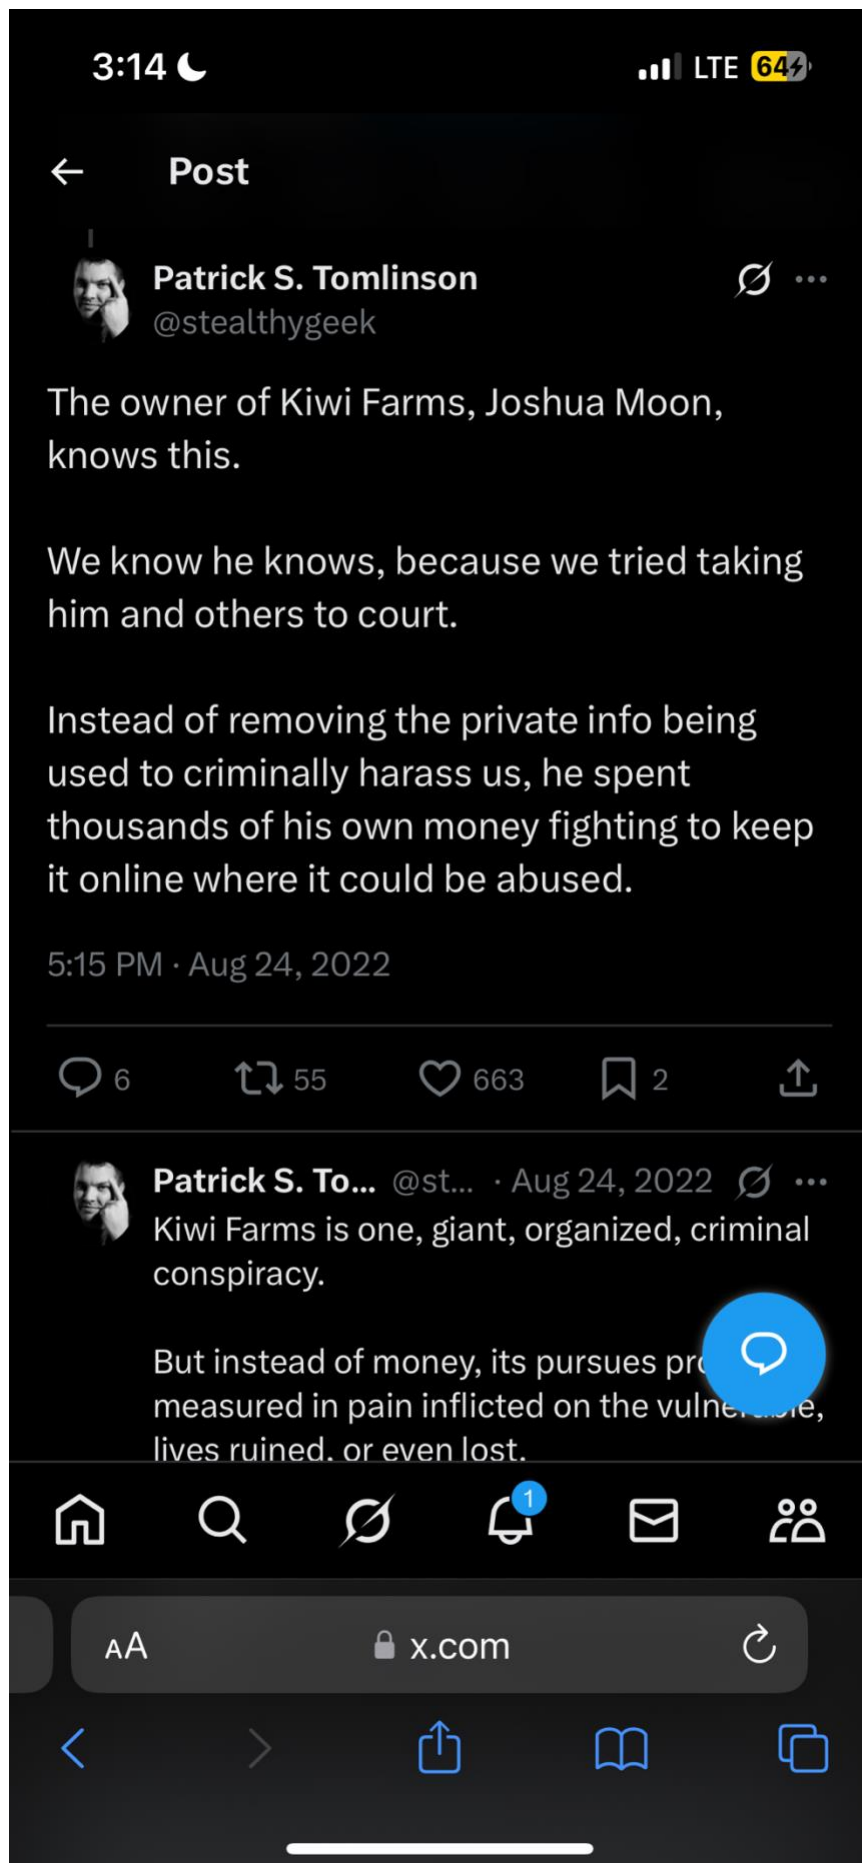 3:14
LTE 64
Post
Patrick S. Tomlinson
@stealthygeek
The owner of Kiwi Farms, Joshua Moon,
knows this.
We know he knows, because we tried taking
him and others to court.
Instead of removing the private info being
used to criminally harass us, he spent
thousands of his own money fighting to keep
it online where it could be abused.
5:15 PM · Aug 24, 2022
6 55 663 2
Patrick S. To... @st... · Aug 24, 2022
Kiwi Farms is one, giant, organized, criminal
conspiracy.
But instead of money, its pursues
measured in pain inflicted on the
lives ruined, or even lost.
1
AA x.com